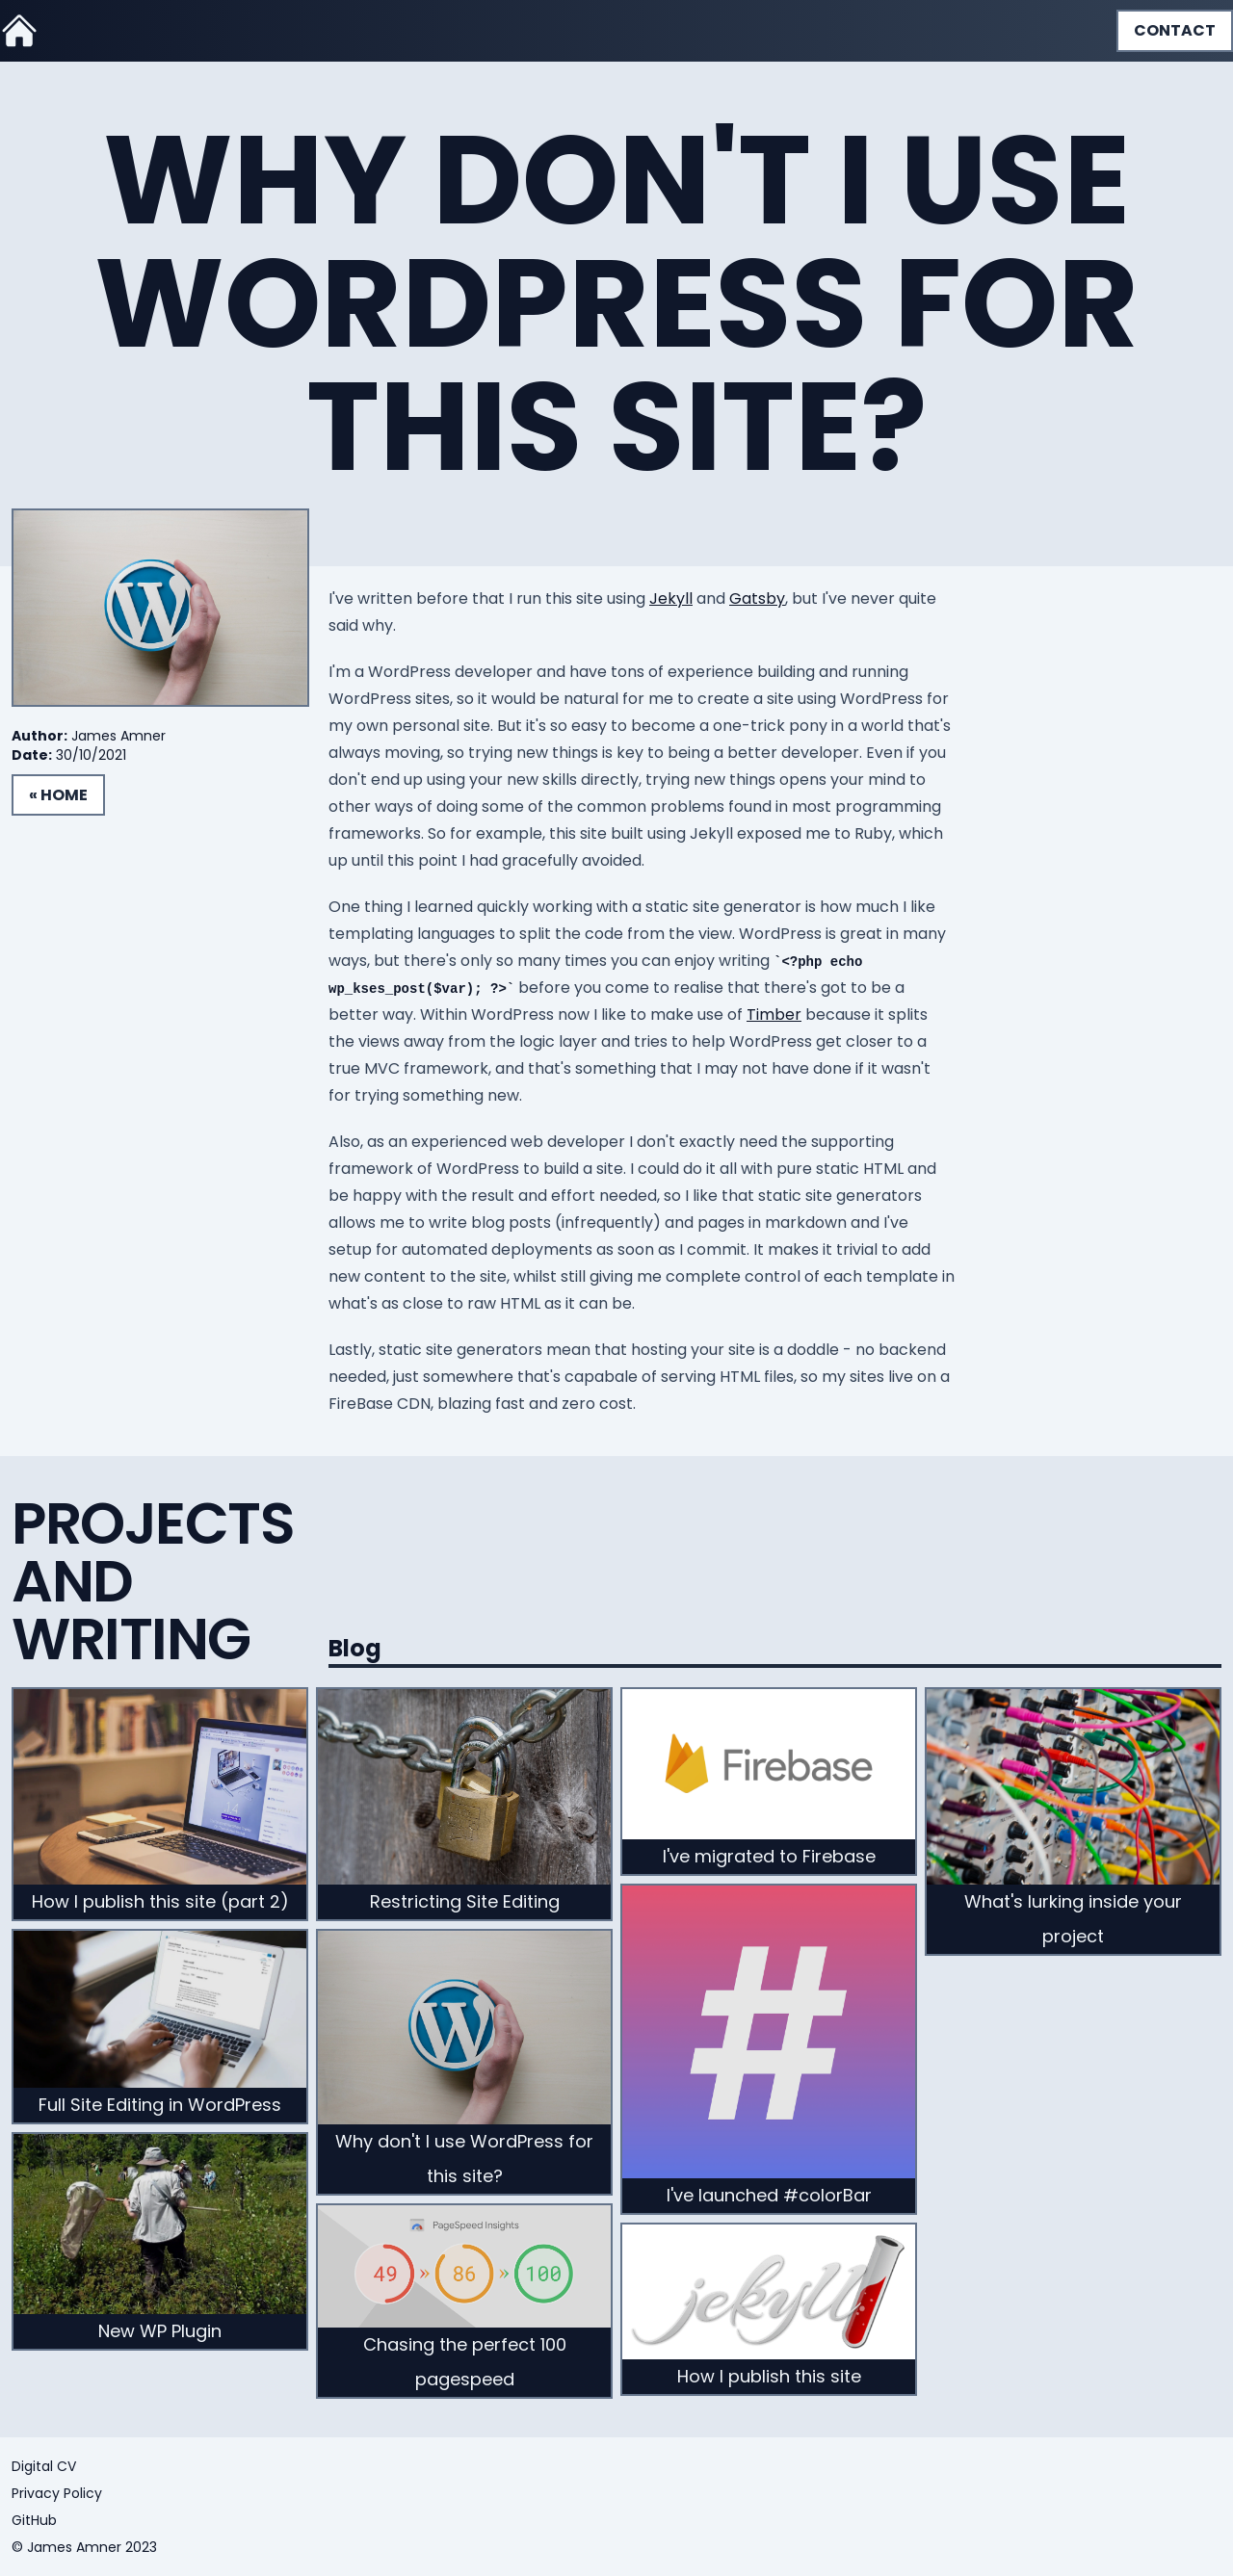 CONTACT
WHY DON'T I USE
WORDPRESS FOR
THIS SITE?
Author: James Amner
Date: 30/10/2021
« HOME
I've written before that I run this site using Jekyll and Gatsby, but I've never quite
said why.
I'm a WordPress developer and have tons of experience building and running
WordPress sites, so it would be natural for me to create a site using WordPress for
my own personal site. But it's so easy to become a one-trick pony in a world that's
always moving, so trying new things is key to being a better developer. Even if you
don't end up using your new skills directly, trying new things opens your mind to
other ways of doing some of the common problems found in most programming
frameworks. So for example, this site built using Jekyll exposed me to Ruby, which
up until this point I had gracefully avoided.
One thing I learned quickly working with a static site generator is how much I like
templating languages to split the code from the view. WordPress is great in many
ways, but there's only so many times you can enjoy writing `<?php echo
wp_kses_post($var); ?>` before you come to realise that there's got to be a
better way. Within WordPress now I like to make use of Timber because it splits
the views away from the logic layer and tries to help WordPress get closer to a
true MVC framework, and that's something that I may not have done if it wasn't
for trying something new.
Also, as an experienced web developer I don't exactly need the supporting
framework of WordPress to build a site. I could do it all with pure static HTML and
be happy with the result and effort needed, so I like that static site generators
allows me to write blog posts (infrequently) and pages in markdown and I've
setup for automated deployments as soon as I commit. It makes it trivial to add
new content to the site, whilst still giving me complete control of each template in
what's as close to raw HTML as it can be.
Lastly, static site generators mean that hosting your site is a doddle - no backend
needed, just somewhere that's capabale of serving HTML files, so my sites live on a
FireBase CDN, blazing fast and zero cost.
PROJECTS
AND
WRITING
Blog
How I publish this site (part 2)
Full Site Editing in WordPress
New WP Plugin
Restricting Site Editing
W
Why don't I use WordPress for
this site?
PageSpeed Insights
49 » 86 » 100
Chasing the perfect 100
pagespeed
Firebase
I've migrated to Firebase
#
I've launched #colorBar
jekyll
How I publish this site
What's lurking inside your
project
Digital CV
Privacy Policy
GitHub
© James Amner 2023